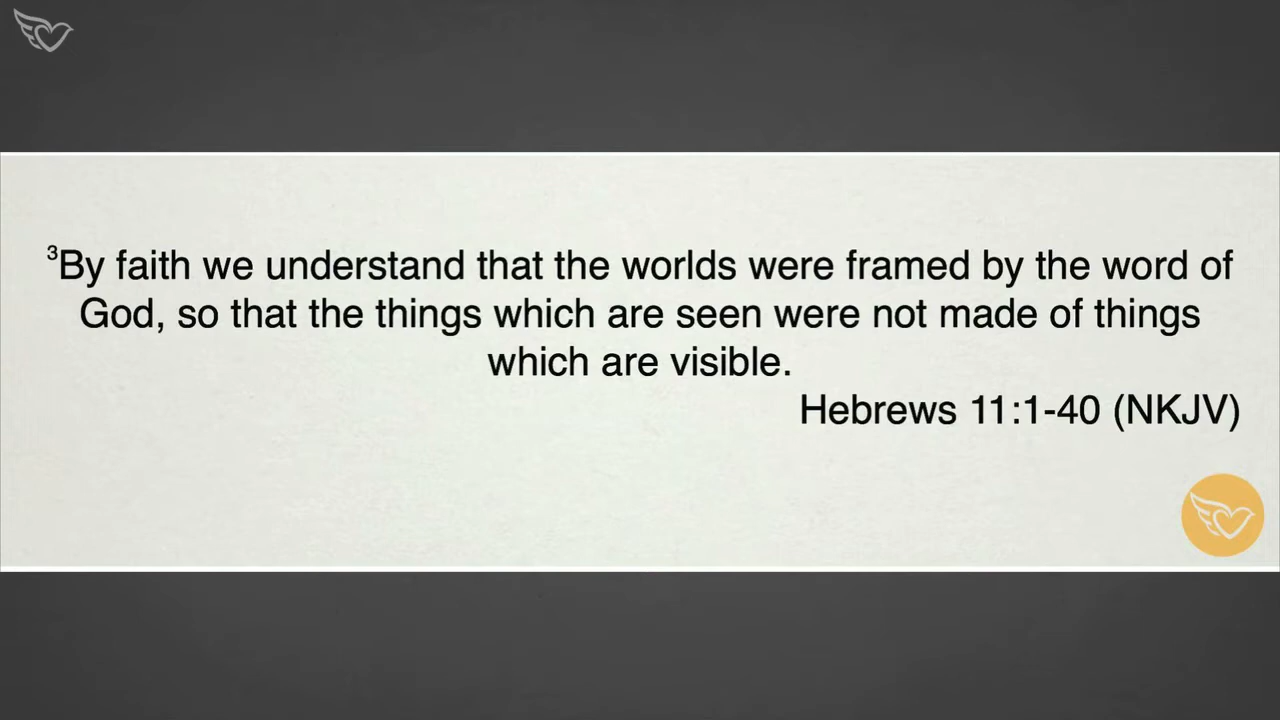 ³By faith we understand that the worlds were framed by the word of
God, so that the things which are seen were not made of things
which are visible.
Hebrews 11:1-40 (NKJV)